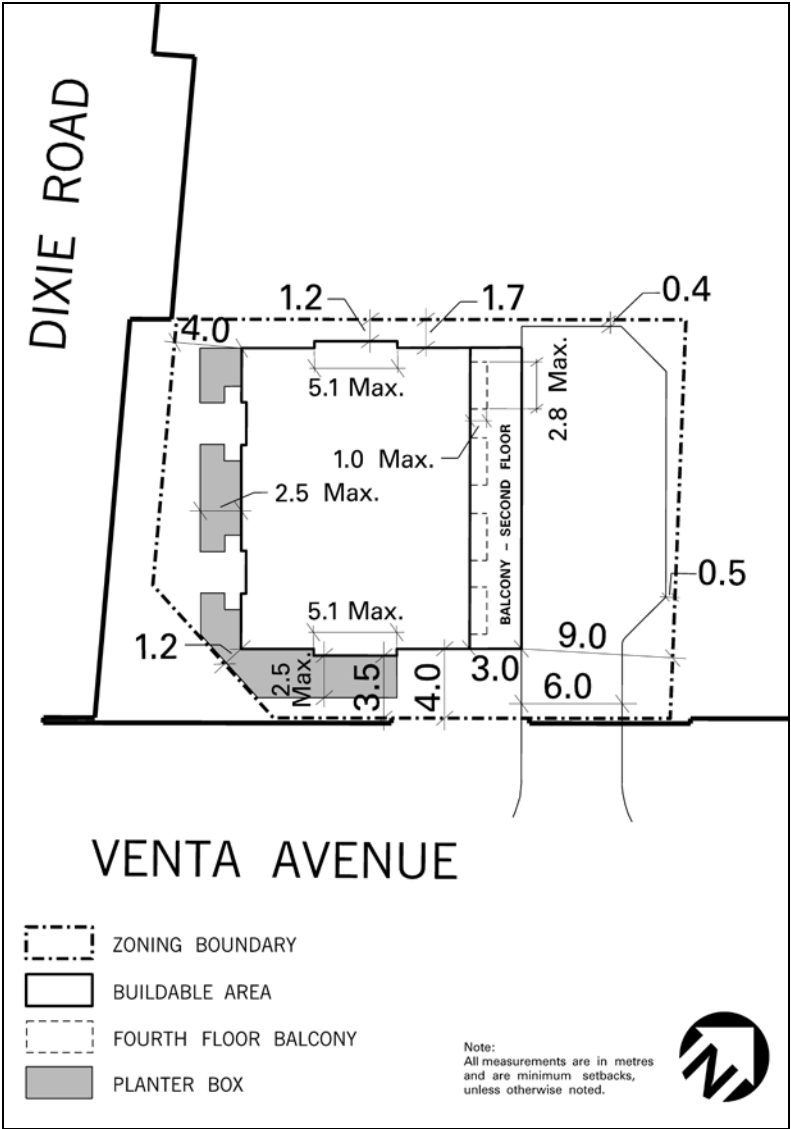 DIXIE ROAD
1.2
1.7
0.4
4.0
5.1 Max.
2.8 Max.
1.0 Max.
2.5 Max.
BALCONY - SECOND FLOOR
0.5
5.1 Max.
1.2
2.5 Max.
3.5
4.0
3.0
9.0
6.0
VENTA AVENUE
ZONING BOUNDARY
BUILDABLE AREA
FOURTH FLOOR BALCONY
PLANTER BOX
Note:
All measurements are in metres
and are minimum setbacks,
unless otherwise noted.
N